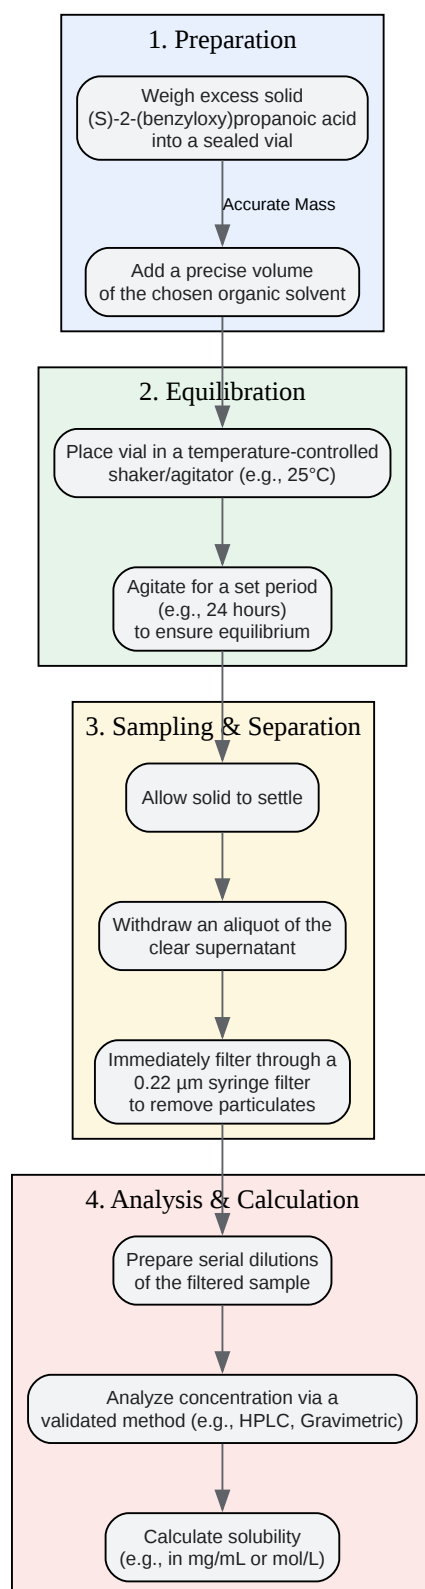 1. Preparation
Weigh excess solid
(S)-2-(benzyloxy)propanoic acid
into a sealed vial
Accurate Mass
Add a precise volume
of the chosen organic solvent
2. Equilibration
Place vial in a temperature-controlled
shaker/agitator (e.g., 25°C)
Agitate for a set period
(e.g., 24 hours)
to ensure equilibrium
3. Sampling & Separation
Allow solid to settle
Withdraw an aliquot of the
clear supernatant
Immediately filter through a
0.22 µm syringe filter
to remove particulates
4. Analysis & Calculation
Prepare serial dilutions
of the filtered sample
Analyze concentration via a
validated method (e.g., HPLC, Gravimetric)
Calculate solubility
(e.g., in mg/mL or mol/L)